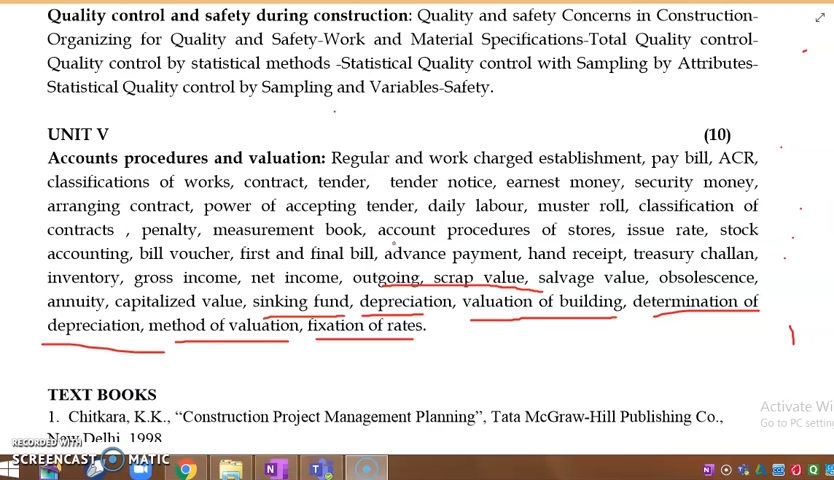 Quality control and safety during construction: Quality and safety Concerns in Construction-
Organizing for Quality and Safety-Work and Material Specifications-Total Quality control-
Quality control by statistical methods -Statistical Quality control with Sampling by Attributes-
Statistical Quality control by Sampling and Variables-Safety.
UNIT V (10)
Accounts procedures and valuation: Regular and work charged establishment, pay bill, ACR,
classifications of works, contract, tender, tender notice, earnest money, security money,
arranging contract, power of accepting tender, daily labour, muster roll, classification of
contracts , penalty, measurement book, account procedures of stores, issue rate, stock
accounting, bill voucher, first and final bill, advance payment, hand receipt, treasury challan,
inventory, gross income, net income, outgoing, scrap value, salvage value, obsolescence,
annuity, capitalized value, sinking fund, depreciation, valuation of building, determination of
depreciation, method of valuation, fixation of rates.
TEXT BOOKS
1. Chitkara, K.K., “Construction Project Management Planning”, Tata McGraw-Hill Publishing Co.,
New Delhi, 1998
Activate Wi
Go to PC setting
RECORDED WITH
SCREENCAST MATIC